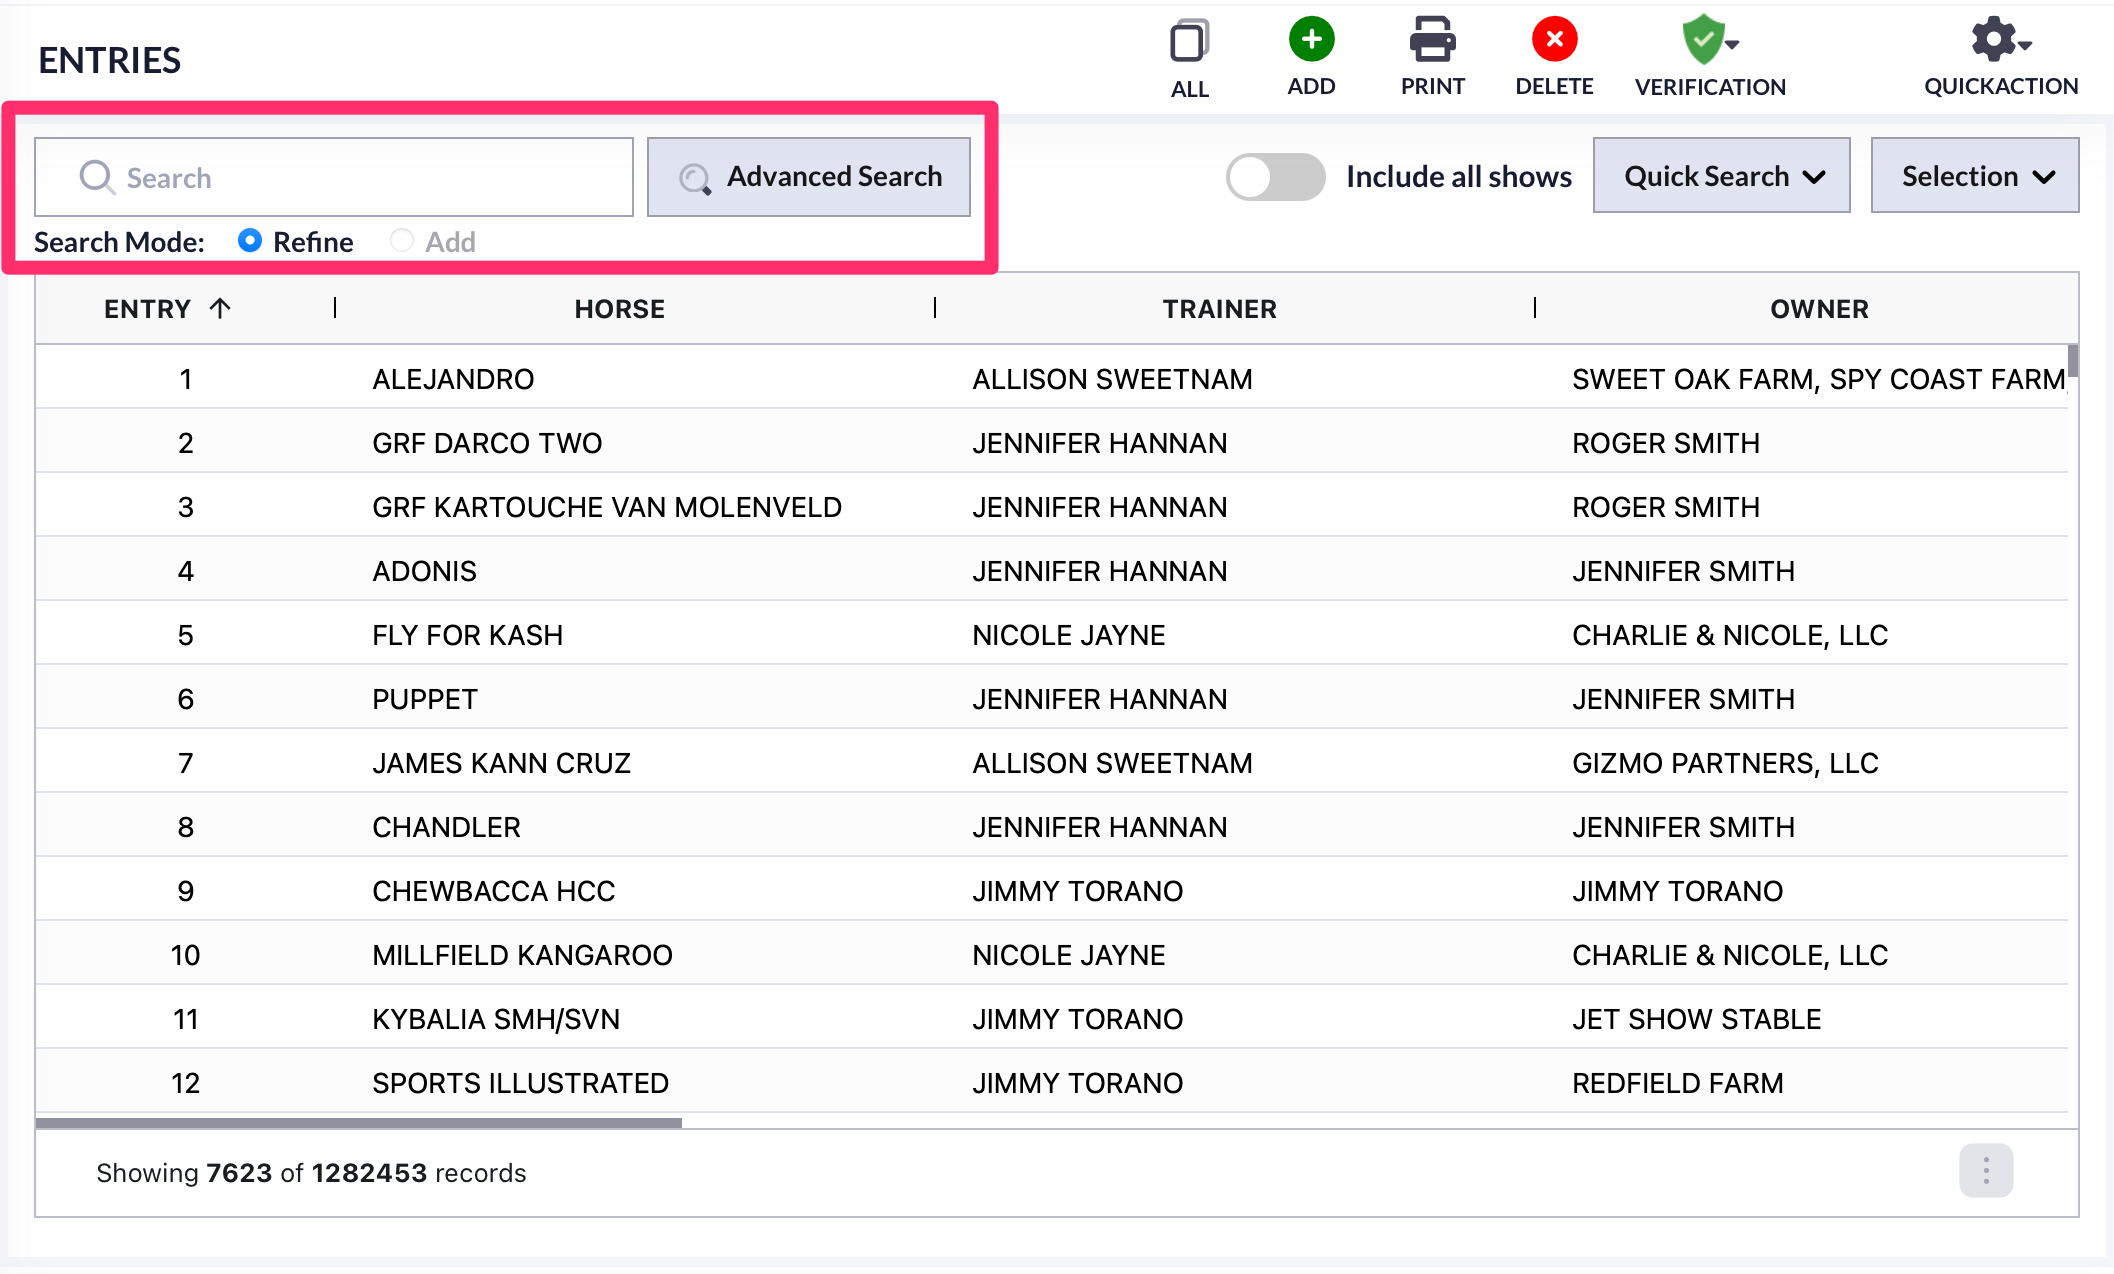 ENTRIES
ALL ADD PRINT DELETE VERIFICATION QUICKACTION
Search Advanced Search Include all shows Quick Search Selection
Search Mode: Refine Add
ENTRY HORSE TRAINER OWNER
1 ALEJANDRO ALLISON SWEETNAM SWEET OAK FARM, SPY COAST FARM,
2 GRF DARCO TWO JENNIFER HANNAN ROGER SMITH
3 GRF KARTOUCHE VAN MOLENVELD JENNIFER HANNAN ROGER SMITH
4 ADONIS JENNIFER HANNAN JENNIFER SMITH
5 FLY FOR KASH NICOLE JAYNE CHARLIE & NICOLE, LLC
6 PUPPET JENNIFER HANNAN JENNIFER SMITH
7 JAMES KANN CRUZ ALLISON SWEETNAM GIZMO PARTNERS, LLC
8 CHANDLER JENNIFER HANNAN JENNIFER SMITH
9 CHEWBACCA HCC JIMMY TORANO JIMMY TORANO
10 MILLFIELD KANGAROO NICOLE JAYNE CHARLIE & NICOLE, LLC
11 KYBALIA SMH/SVN JIMMY TORANO JET SHOW STABLE
12 SPORTS ILLUSTRATED JIMMY TORANO REDFIELD FARM
Showing 7623 of 1282453 records